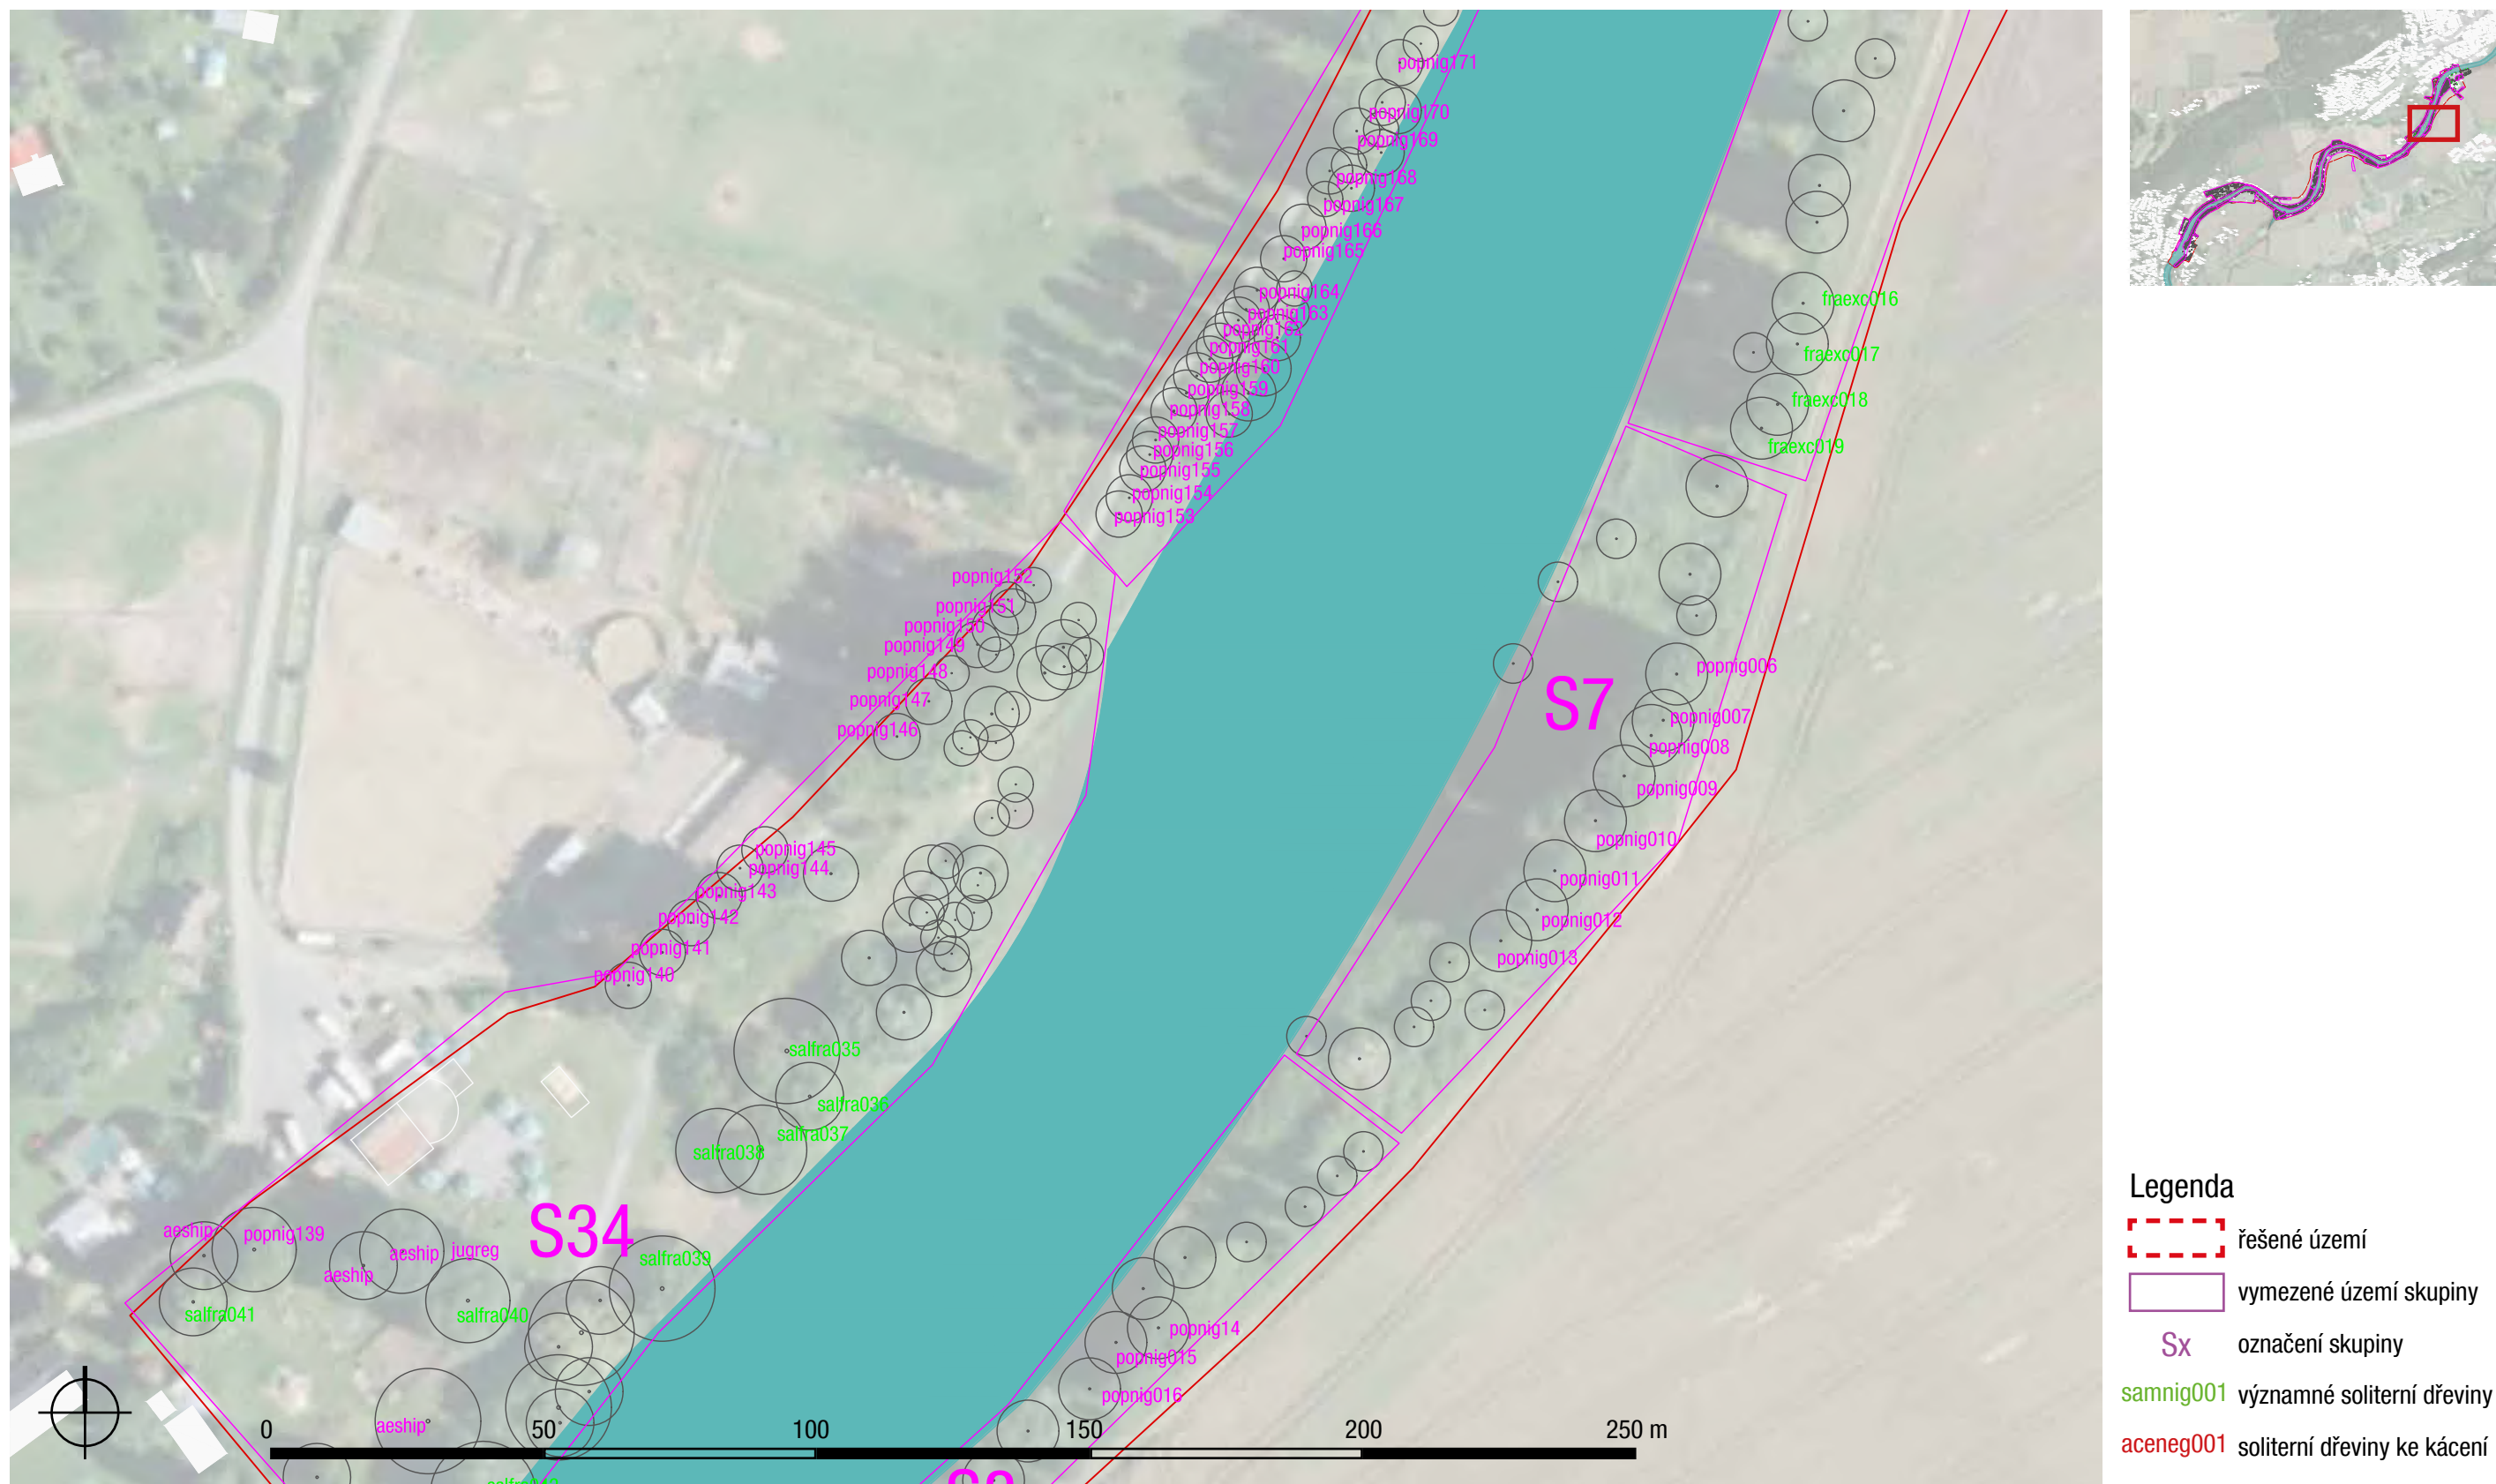 popnig171
popnig170
popnig169
popnig168
popnig167
popnig166
popnig165
popnig164
popnig163
popnig162
popnig161
popnig160
popnig159
popnig158
popnig157
popnig156
popnig155
popnig154
popnig153
fraexc016
fraexc017
fraexc018
fraexc019
popnig152
popnig151
popnig150
popnig149
popnig148
popnig147
popnig146
popnig145
popnig144
popnig143
popnig142
popnig141
popnig140
S7
popnig006
popnig007
popnig008
popnig009
popnig010
popnig011
popnig012
popnig013
salfra035
salfra036
salfra037
salfra038
S34
salfra039
aeship
popnig139
aeship
jugreg
aeship
salfra041
salfra040
popnig14
popnig015
popnig016
aeship
0 50 100 150 200 250 m
Legenda
řešené území
vymezené území skupiny
Sx označení skupiny
samnig001 významné soliterní dřeviny
aceneg001 soliterní dřeviny ke kácení